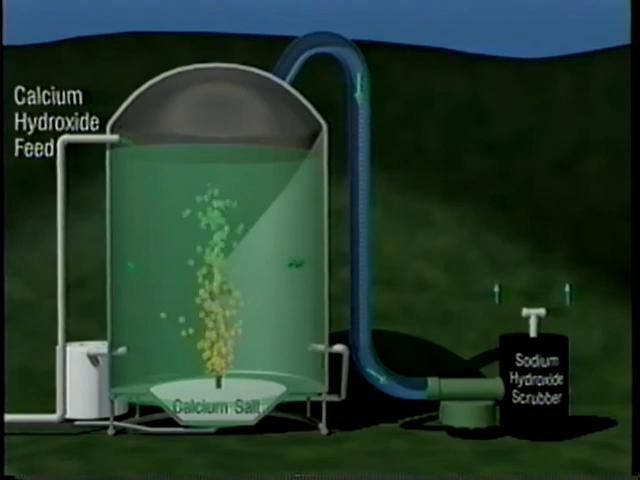 Calcium
Hydroxide
Feed
Calcium Salt
Sodium
Hydroxide
Scrubber